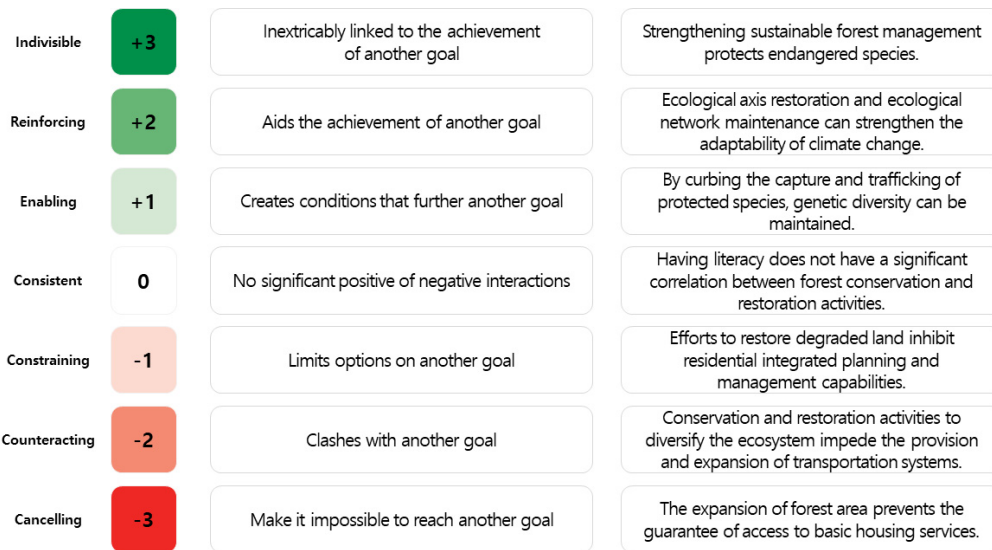 Indivisible
+3
Inextricably linked to the achievement
of another goal
Strengthening sustainable forest management
protects endangered species.
Reinforcing
+2
Aids the achievement of another goal
Ecological axis restoration and ecological
network maintenance can strengthen the
adaptability of climate change.
Enabling
+1
Creates conditions that further another goal
By curbing the capture and trafficking of
protected species, genetic diversity can be
maintained.
Consistent
0
No significant positive of negative interactions
Having literacy does not have a significant
correlation between forest conservation and
restoration activities.
Constraining
-1
Limits options on another goal
Efforts to restore degraded land inhibit
residential integrated planning and
management capabilities.
Counteracting
-2
Clashes with another goal
Conservation and restoration activities to
diversify the ecosystem impede the provision
and expansion of transportation systems.
Cancelling
-3
Make it impossible to reach another goal
The expansion of forest area prevents the
guarantee of access to basic housing services.